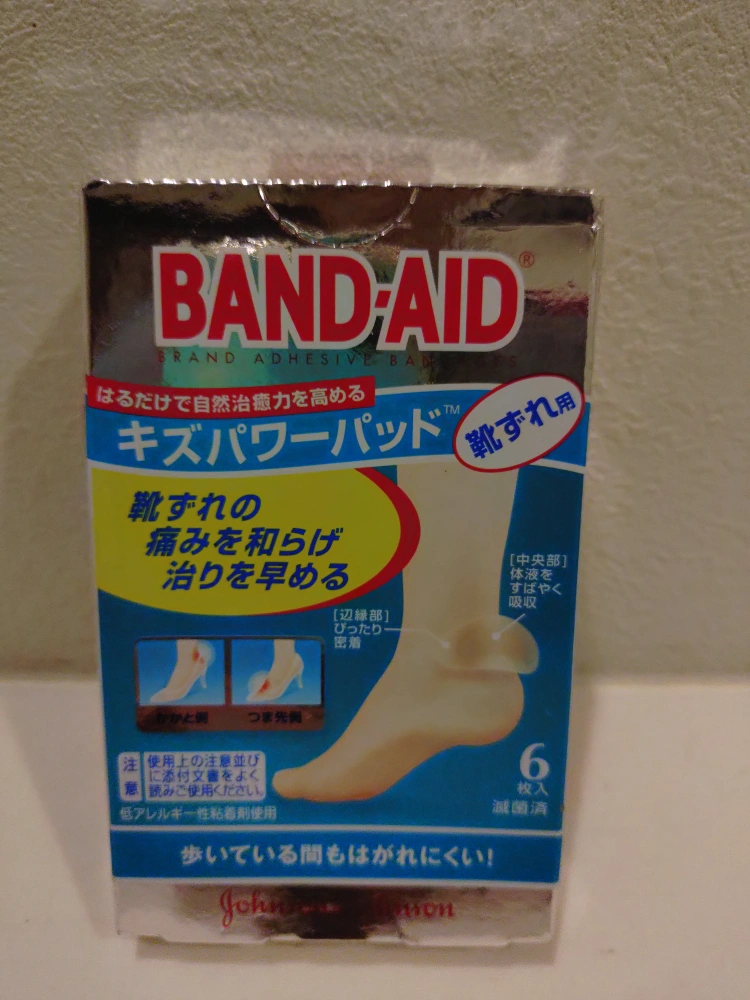 BAND-AID®
BRAND ADHESIVE
はるだけで自然治癒力を高める
キズパワーパッド™
靴ずれ用
靴ずれの
痛みを和らげ
治りを早める
[中央部]
体液を
すばやく
吸収
[辺縁部]
ぴったり
密着
かかと側
つま先側
注意
使用上の注意並び
に添付文書をよく
読みご使用ください。
低アレルギー性粘着剤使用
6
枚入
滅菌済
歩いている間もはがれにくい!
Johnson